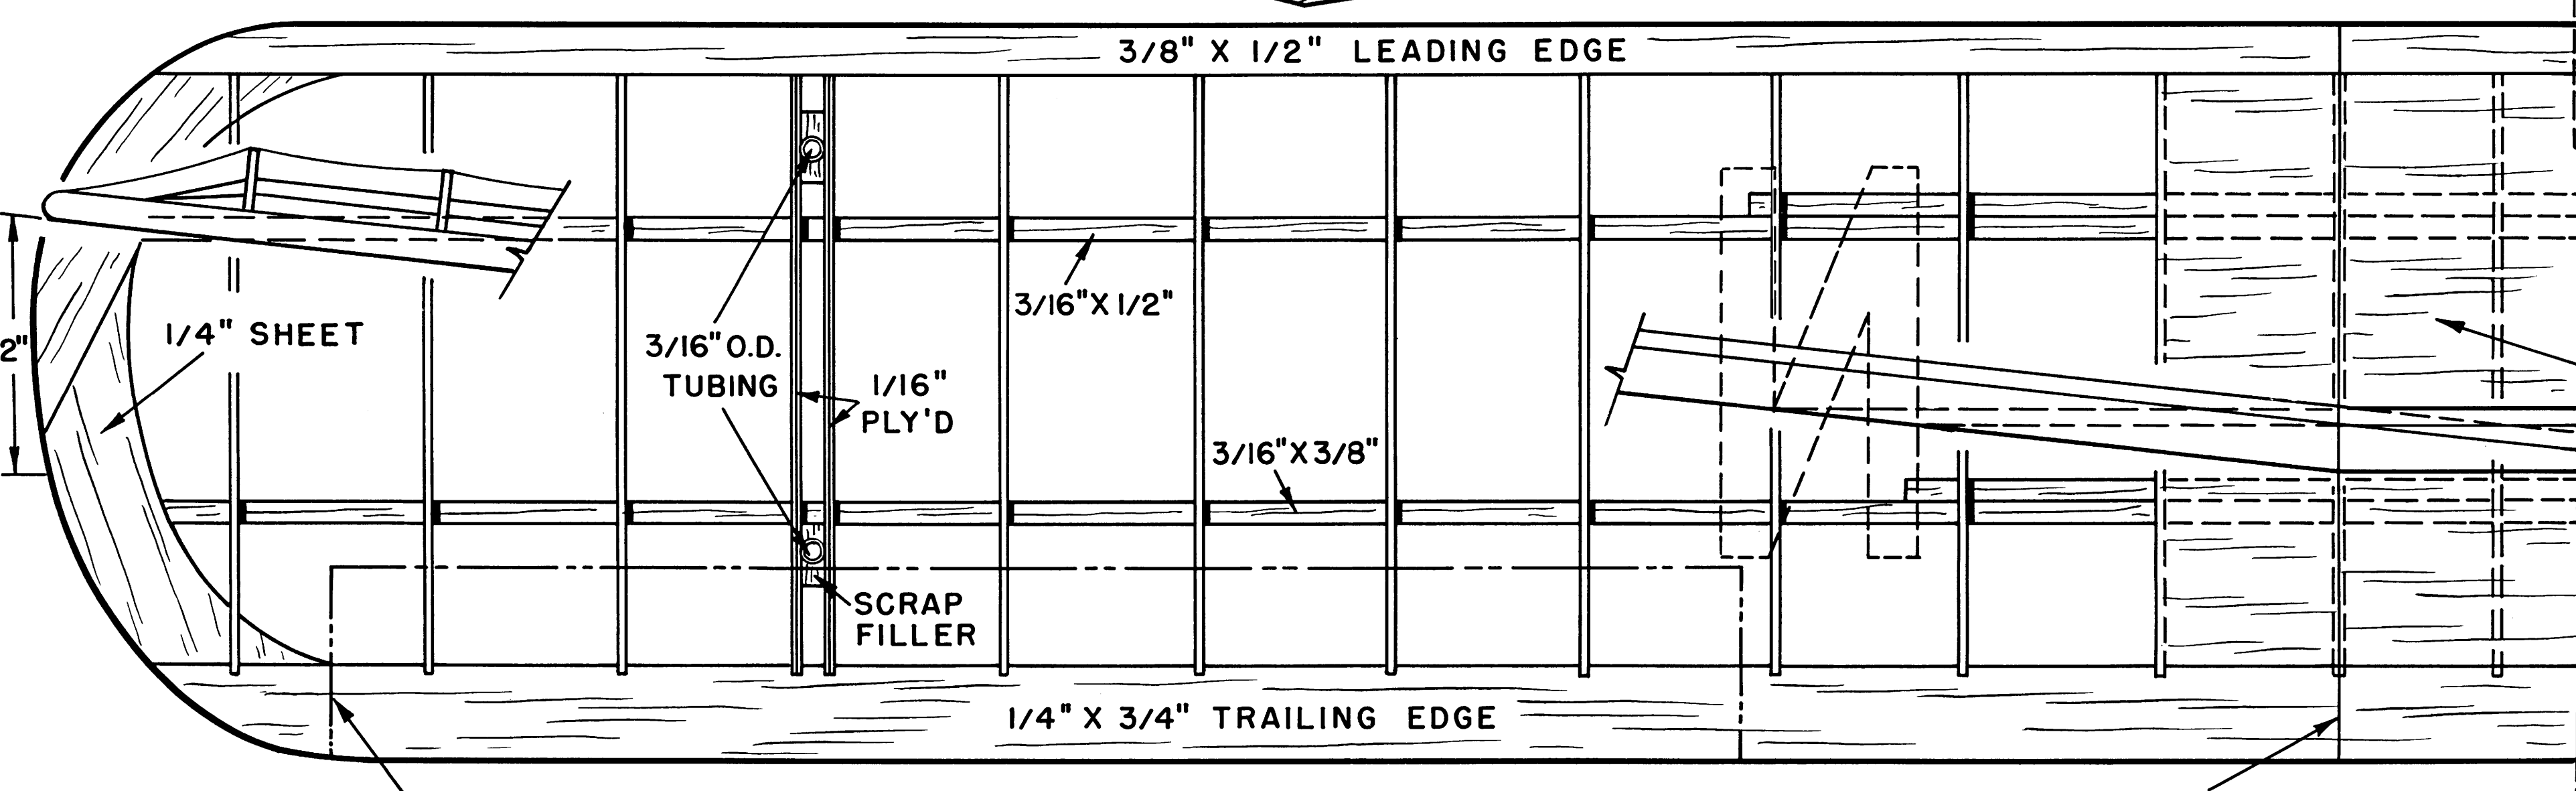 3/8" X 1/2" LEADING EDGE
3/16" X 1/2"
1/4" SHEET
2"
3/16" O.D.
TUBING
1/16"
PLY'D
3/16" X 3/8"
SCRAP
FILLER
1/4" X 3/4" TRAILING EDGE